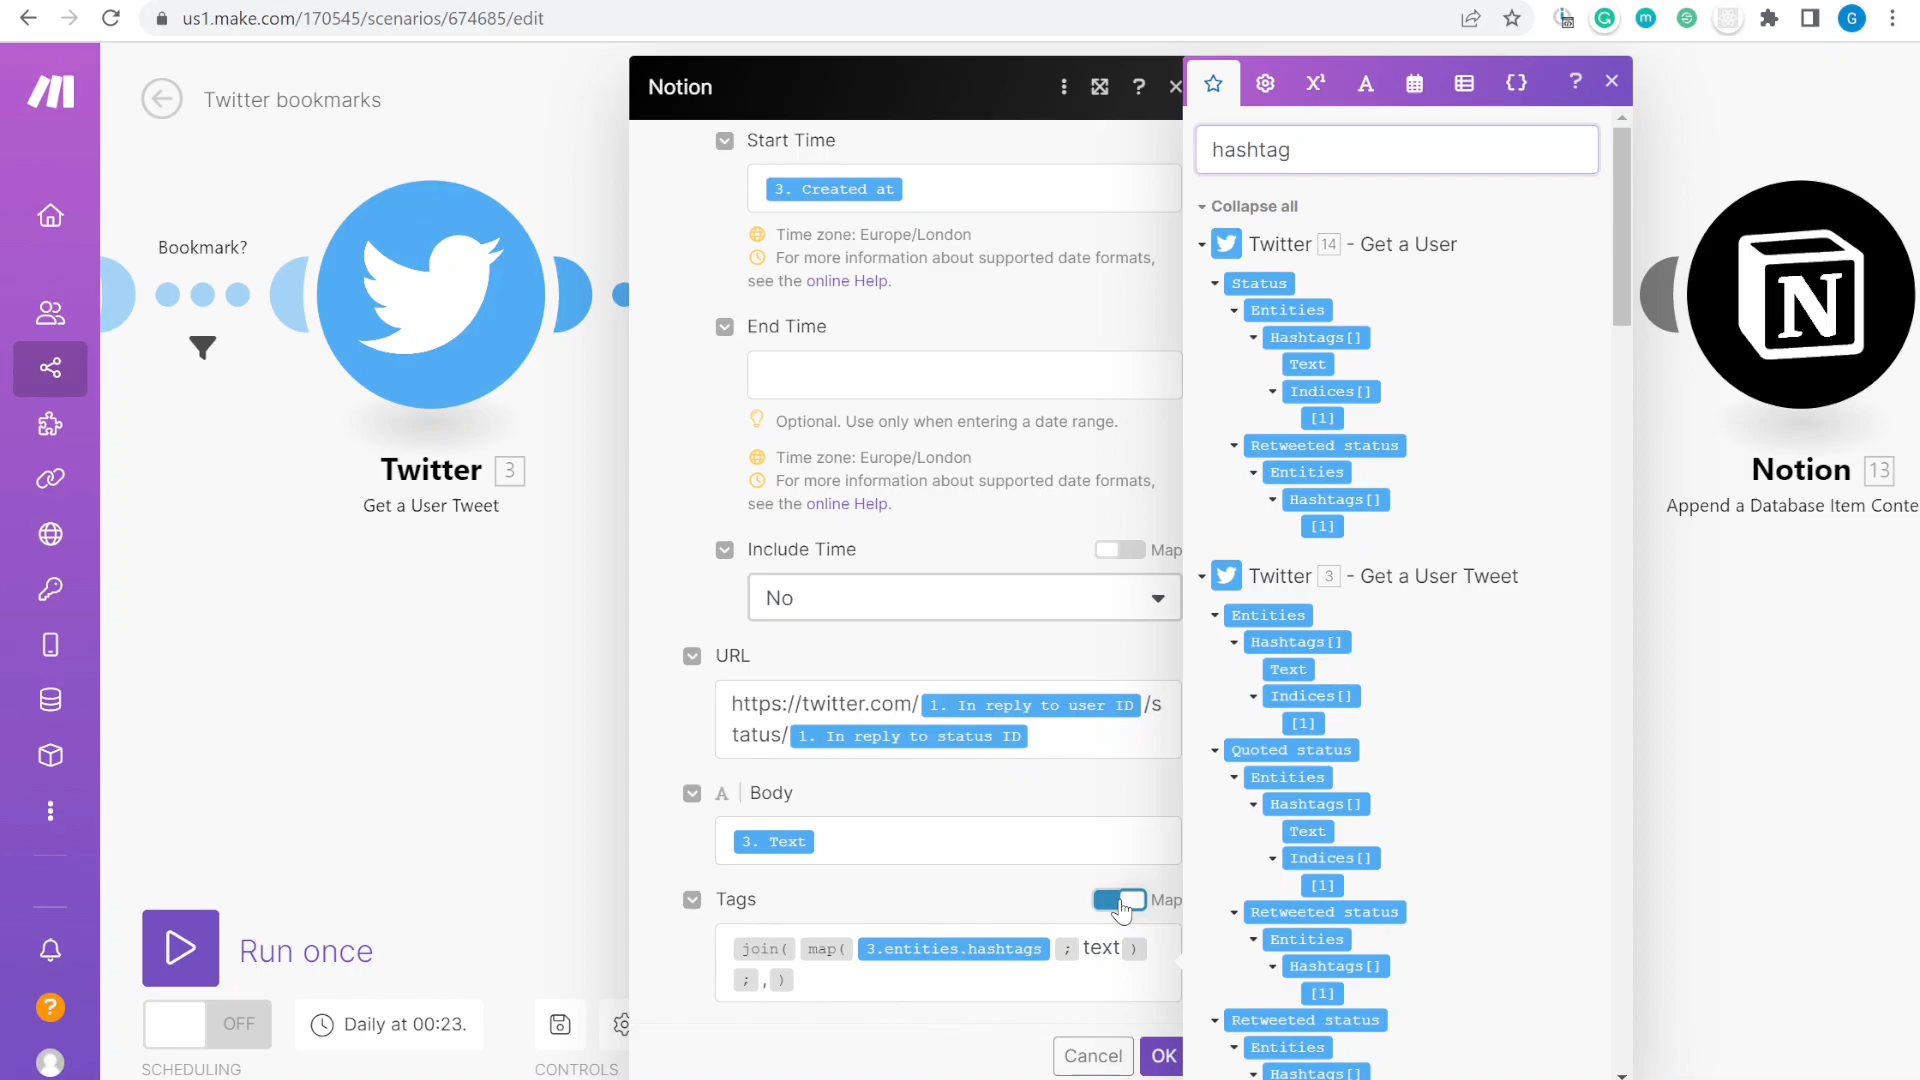 us1.make.com/170545/scenarios/674685/edit
m
G
Twitter bookmarks
Bookmark?
Twitter 3
Get a User Tweet
Run once
OFF
Daily at 00:23.
SCHEDULING
CONTROLS
Notion
?
Start Time
3. Created at
Time zone: Europe/London
For more information about supported date formats,
see the online Help.
End Time
Optional. Use only when entering a date range.
Time zone: Europe/London
For more information about supported date formats,
see the online Help.
Include Time
Map
No
URL
https://twitter.com/ 1. In reply to user ID /s
tatus/ 1. In reply to status ID
A | Body
3. Text
Tags
Map
join( map( 3.entities.hashtags ; text )
; , )
Cancel
OK
X¹ A {} ?
hashtag
Collapse all
Twitter 14 - Get a User
Status
Entities
Hashtags[]
Text
Indices[]
[1]
Retweeted status
Entities
Hashtags[]
[1]
Twitter 3 - Get a User Tweet
Entities
Hashtags[]
Text
Indices[]
[1]
Quoted status
Entities
Hashtags[]
Text
Indices[]
[1]
Retweeted status
Entities
Hashtags[]
[1]
Retweeted status
Entities
Hashtags[]
N
Notion 13
Append a Database Item Conte
?